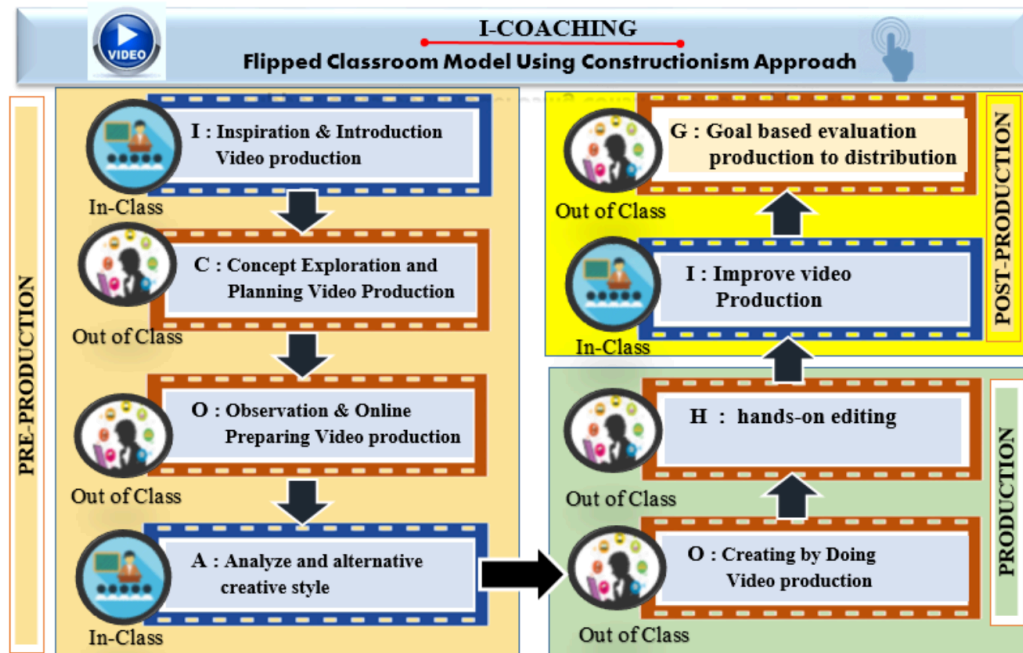 VIDEO
I-COACHING
Flipped Classroom Model Using Constructionism Approach
PRE-PRODUCTION
I : Inspiration & Introduction
Video production
In-Class
C : Concept Exploration and
Planning Video Production
Out of Class
O : Observation & Online
Preparing Video production
Out of Class
A : Analyze and alternative
creative style
In-Class
POST-PRODUCTION
G : Goal based evaluation
production to distribution
Out of Class
I : Improve video
Production
In-Class
PRODUCTION
H : hands-on editing
Out of Class
O : Creating by Doing
Video production
Out of Class